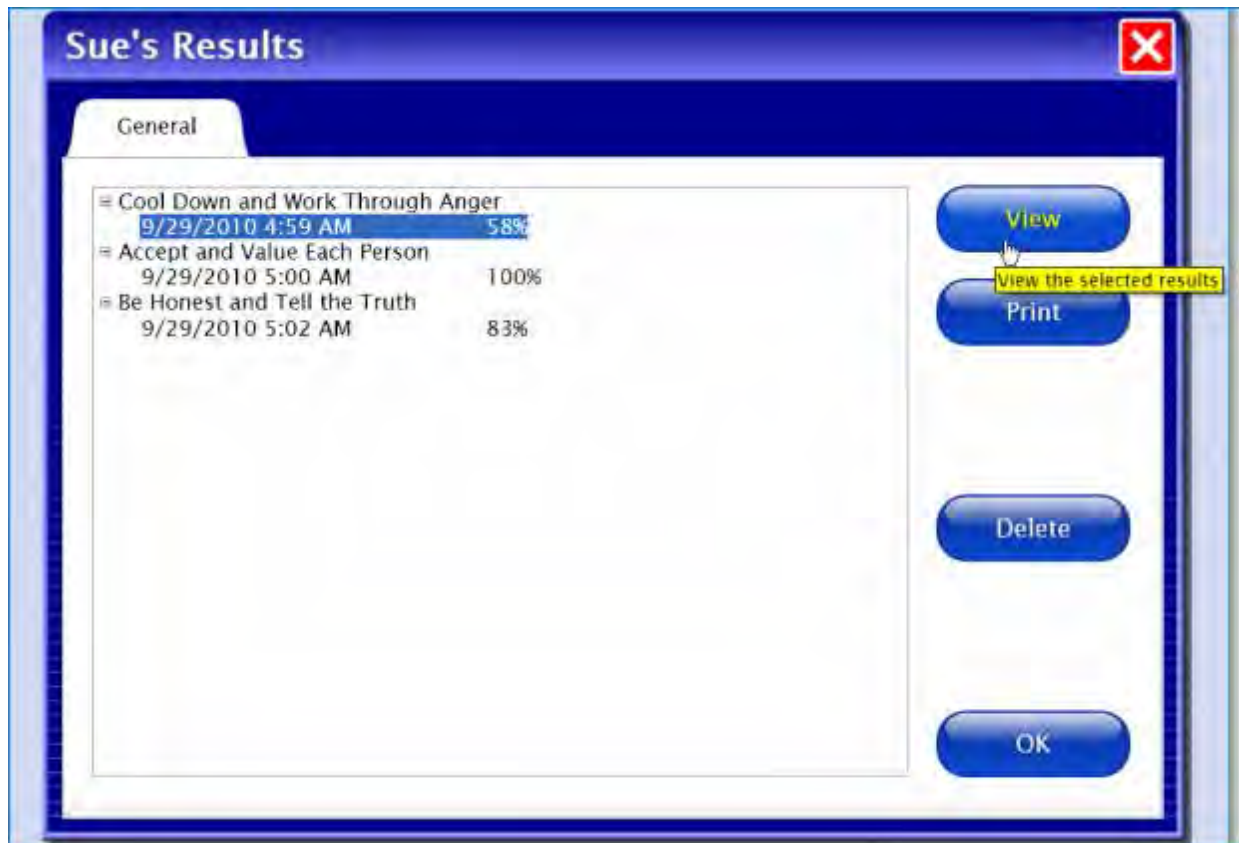 Sue's Results
General
Cool Down and Work Through Anger
9/29/2010 4:59 AM 58%
Accept and Value Each Person
9/29/2010 5:00 AM 100%
Be Honest and Tell the Truth
9/29/2010 5:02 AM 83%
View
View the selected results
Print
Delete
OK